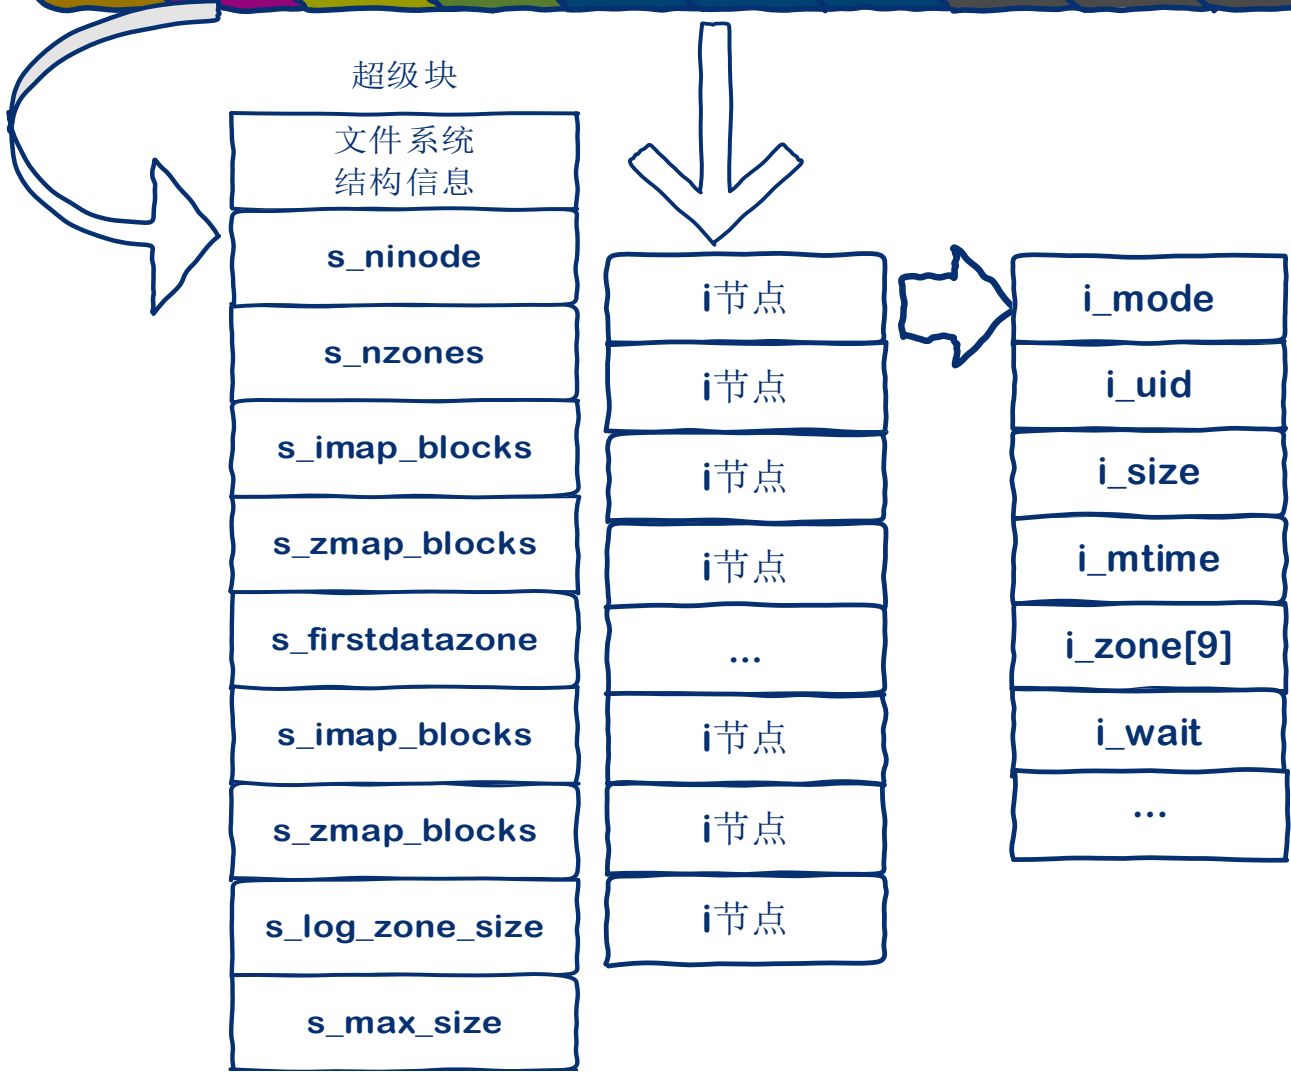 超级块
文件系统
结构信息
s_ninode
s_nzones
s_imap_blocks
s_zmap_blocks
s_firstdatazone
s_imap_blocks
s_zmap_blocks
s_log_zone_size
s_max_size
i节点
i节点
i节点
i节点
...
i节点
i节点
i节点
i_mode
i_uid
i_size
i_mtime
i_zone[9]
i_wait
...